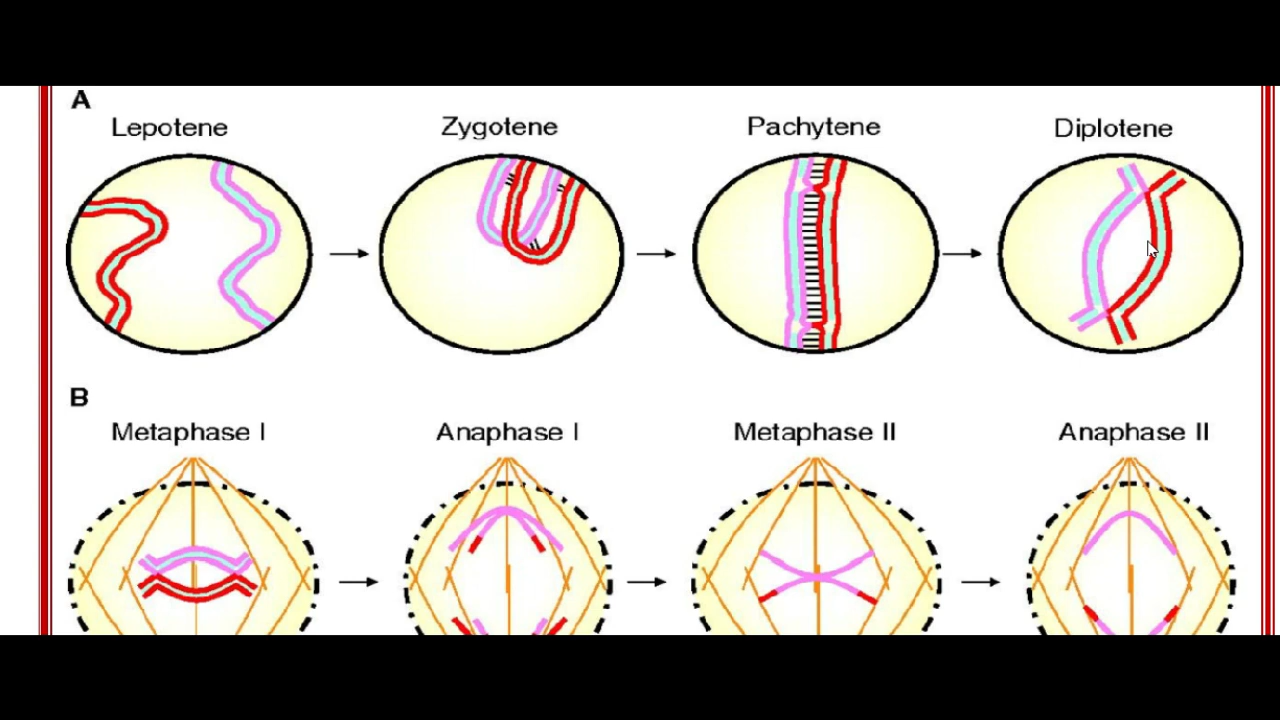 A
Lepotene Zygotene Pachytene Diplotene
B
Metaphase I Anaphase I Metaphase II Anaphase II